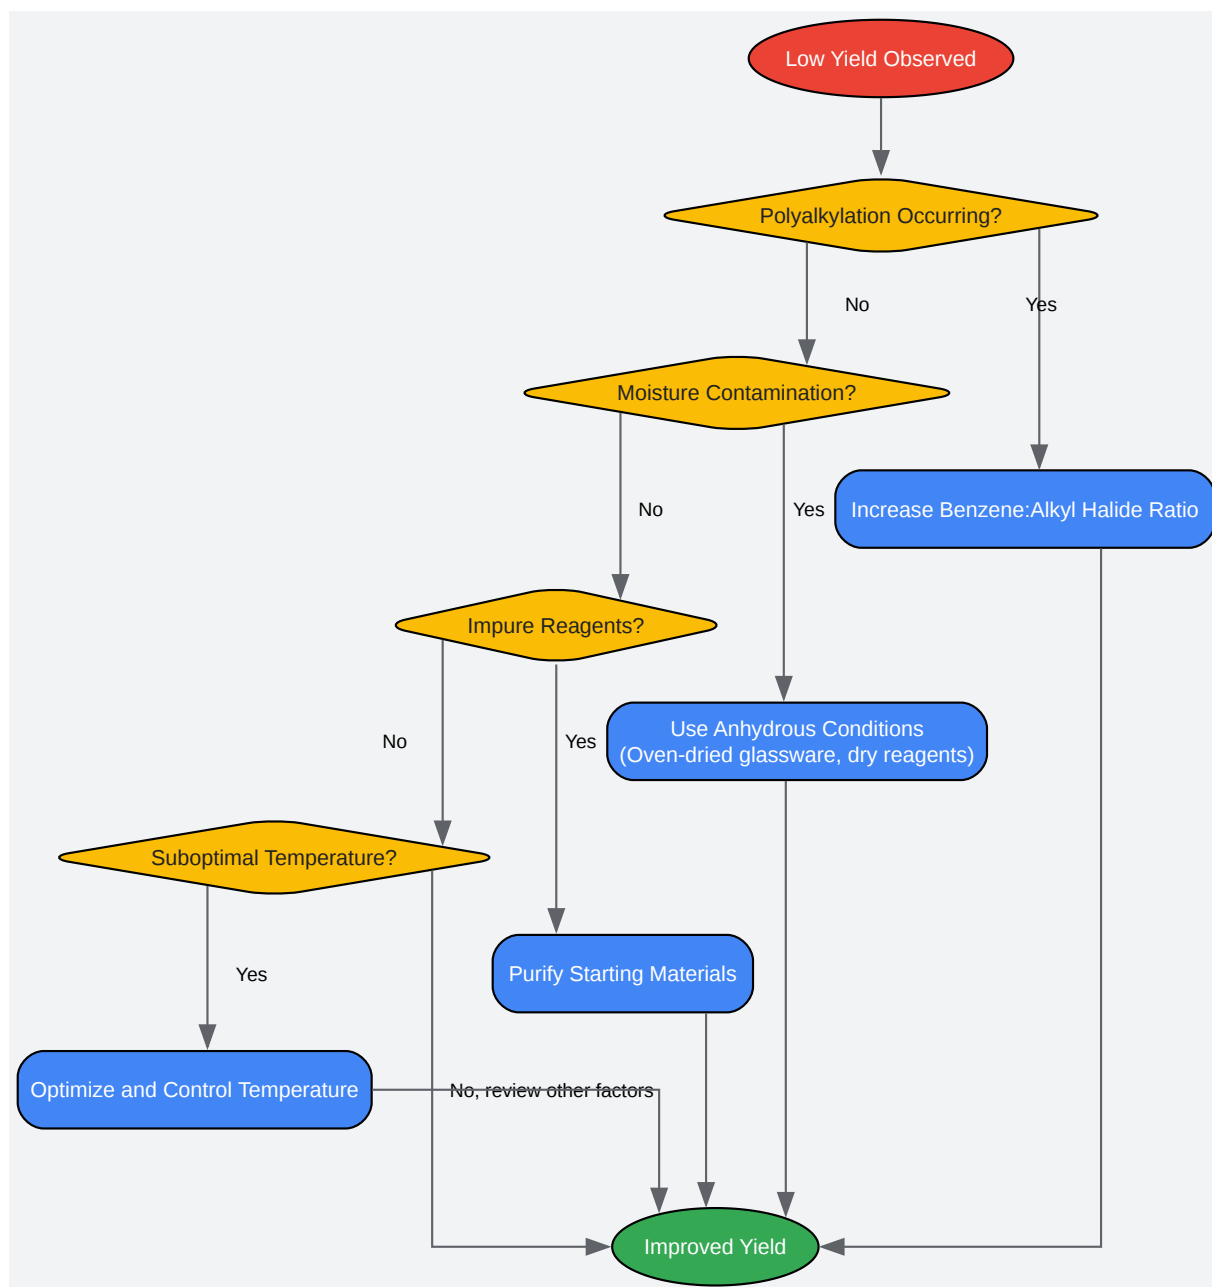 Low Yield Observed
Polyalkylation Occurring?
No
Yes
Moisture Contamination?
No
Yes
Increase Benzene:Alkyl Halide Ratio
Impure Reagents?
No
Yes
Use Anhydrous Conditions
(Oven-dried glassware, dry reagents)
Suboptimal Temperature?
Yes
Purify Starting Materials
Optimize and Control Temperature
No, review other factors
Improved Yield